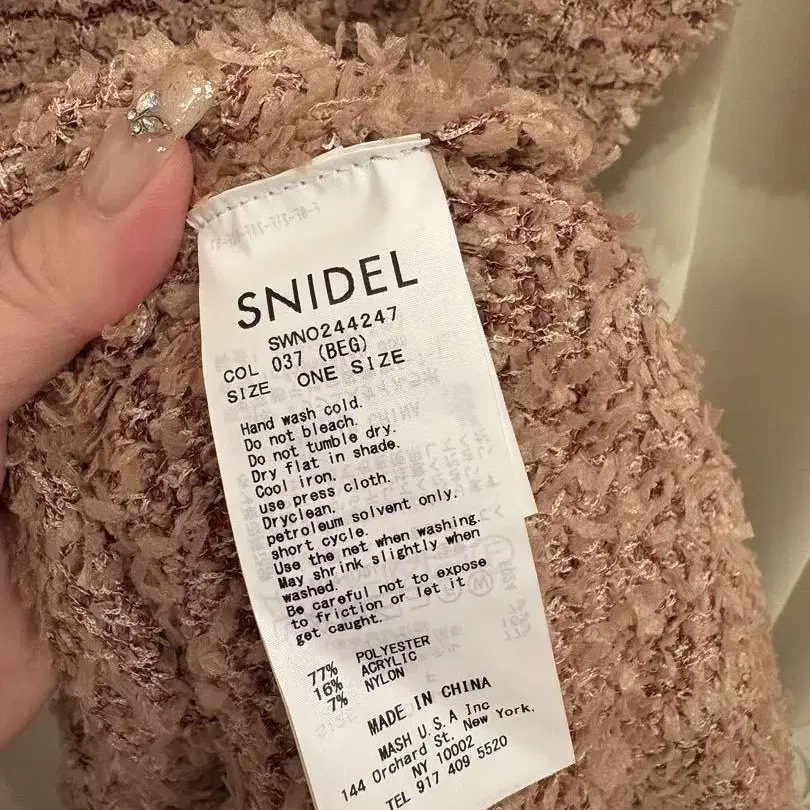 SNIDEL
SWNO244247
COL 037 (BEG)
SIZE ONE SIZE
Hand wash cold.
Do not bleach.
Do not tumble dry.
Dry flat in shade.
Cool iron.
use press cloth.
Dryclean.
petroleum solvent only.
short cycle.
Use the net when washing.
May shrink slightly when
washed.
Be careful not to expose
to friction or let it
get caught.
77% POLYESTER
16% ACRYLIC
7% NYLON
MADE IN CHINA
MASH U.S.A Inc
144 Orchard St. New York.
NY 10002
TEL 917 409 5520